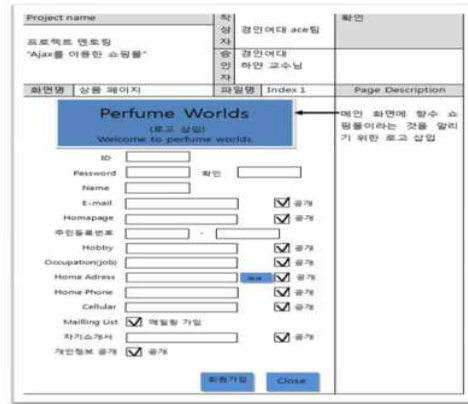 Project name
프로젝트 멘토링
"Ajax를 이용한 쇼핑몰"
작성자
경인여대 ace팀
확인
승인자
경인여대
하얀 교수님
화면명
상품 페이지
파일명
Index 1
Page Description
Perfume Worlds
(로고 삽입)
Welcome to perfume worlds
메인 화면에 향수 쇼
핑몰이라는 것을 알리
기 위한 로고 삽입
ID
Password 확인
Name
E-mail 공개
Homapage 공개
주민등록번호 -
Hobby 공개
Occupation(job) 공개
Home Adress 공개
Home Phone 공개
Cellular 공개
Mailling List 메일링 가입
자기소개서 공개
개인정보 공개 공개
회원가입 Close